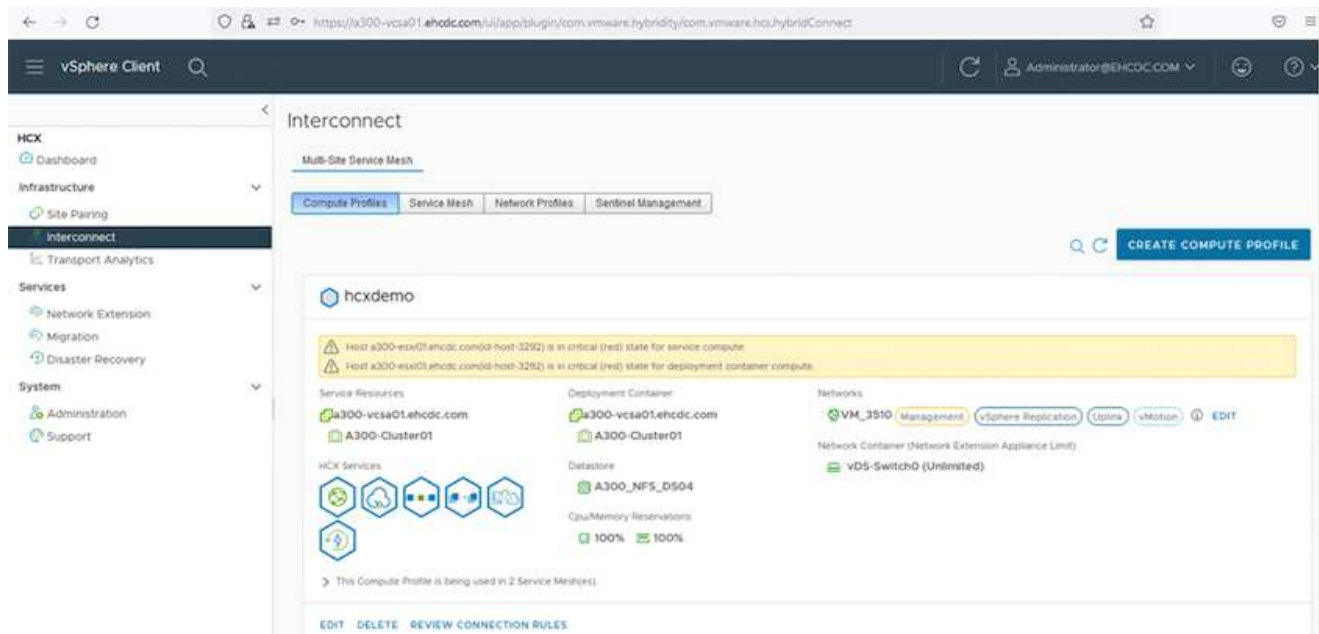 https://a300-vcsa01.ehcdc.com/ui/app/plugin/com.vmware.hybridity/com.vmware.hcx.hybridConnect
vSphere Client
Administrator@EHCDC.COM
HCX
Dashboard
Infrastructure
Site Pairing
Interconnect
Transport Analytics
Services
Network Extension
Migration
Disaster Recovery
System
Administration
Support
Interconnect
Multi-Site Service Mesh
Compute Profiles Service Mesh Network Profiles Sentinel Management
CREATE COMPUTE PROFILE
hcxdemo
Host a300-esxi01.ehcdc.com(id-host-3292) is in critical (red) state for service compute.
Host a300-esxi01.ehcdc.com(id-host-3292) is in critical (red) state for deployment container compute.
Service Resources
a300-vcsa01.ehcdc.com
A300-Cluster01
HCX Services
Deployment Container
a300-vcsa01.ehcdc.com
A300-Cluster01
Datastore
A300_NFS_DS04
Cpu/Memory Reservations
100% 100%
Networks
VM_3510 Management vSphere Replication Uplink vMotion EDIT
Network Container (Network Extension Appliance Limit)
vDS-Switch0 (Unlimited)
This Compute Profile is being used in 2 Service Mesh(es).
EDIT DELETE REVIEW CONNECTION RULES